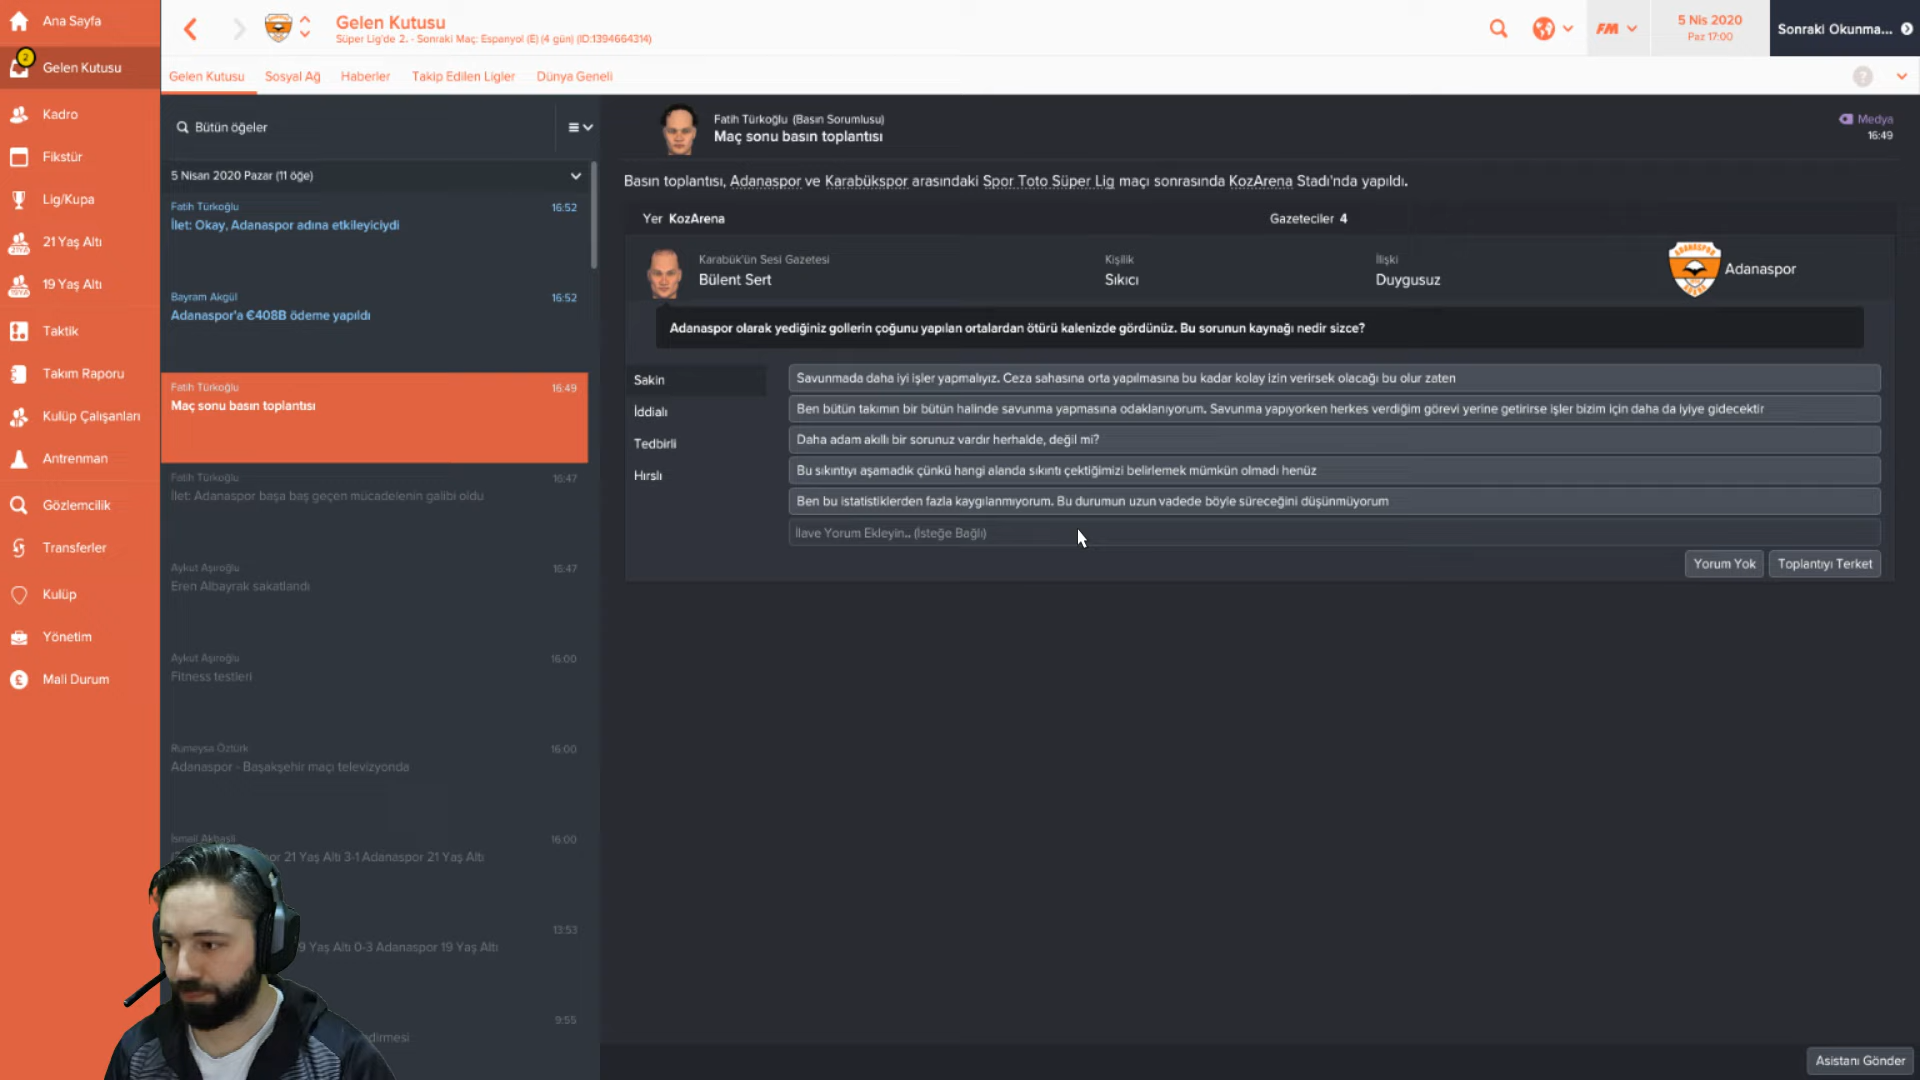 Ana Sayfa
2
Gelen Kutusu
Kadro
Fikstür
Lig/Kupa
21 Yaş Altı
19 Yaş Altı
Taktik
Takım Raporu
Kulüp Çalışanları
Antrenman
Gözlemcilik
Transferler
Kulüp
Yönetim
Mali Durum
Gelen Kutusu
Süper Lig'de 2. - Sonraki Maç: Espanyol (E) (4 gün) (ID:1394664314)
FM
5 Nis 2020
Paz 17:00
Sonraki Okunma...
Gelen Kutusu Sosyal Ağ Haberler Takip Edilen Ligler Dünya Geneli
?
Bütün öğeler
5 Nisan 2020 Pazar (11 öğe)
Fatih Türkoğlu 16:52
İlet: Okay, Adanaspor adına etkileyiciydi
Bayram Akgül 16:52
Adanaspor'a €408B ödeme yapıldı
Fatih Türkoğlu 16:49
Maç sonu basın toplantısı
Fatih Türkoğlu 16:47
İlet: Adanaspor başa baş geçen mücadelenin galibi oldu
Aykut Aşıroğlu 16:47
Eren Albayrak sakatlandı
Aykut Aşıroğlu 16:00
Fitness testleri
Rumeysa Öztürk 16:00
Adanaspor - Başakşehir maçı televizyonda
İsmail Akbaşlı 16:00
or 21 Yaş Altı 3-1 Adanaspor 21 Yaş Altı
13:53
9 Yaş Altı 0-3 Adanaspor 19 Yaş Altı
9:55
dirmesi
Fatih Türkoğlu (Basın Sorumlusu)
Maç sonu basın toplantısı
Medya
16:49
Basın toplantısı, Adanaspor ve Karabükspor arasındaki Spor Toto Süper Lig maçı sonrasında KozArena Stadı'nda yapıldı.
Yer KozArena
Gazeteciler 4
Karabük'ün Sesi Gazetesi
Bülent Sert
Kişilik
Sıkıcı
İlişki
Duygusuz
Adanaspor
Adanaspor olarak yediğiniz gollerin çoğunu yapılan ortalardan ötürü kalenizde gördünüz. Bu sorunun kaynağı nedir sizce?
Sakin
İddialı
Tedbirli
Hırslı
Savunmada daha iyi işler yapmalıyız. Ceza sahasına orta yapılmasına bu kadar kolay izin verirsek olacağı bu olur zaten
Ben bütün takımın bir bütün halinde savunma yapmasına odaklanıyorum. Savunma yapıyorken herkes verdiğim görevi yerine getirirse işler bizim için daha da iyiye gidecektir
Daha adam akıllı bir sorunuz vardır herhalde, değil mi?
Bu sıkıntıyı aşamadık çünkü hangi alanda sıkıntı çektiğimizi belirlemek mümkün olmadı henüz
Ben bu istatistiklerden fazla kaygılanmıyorum. Bu durumun uzun vadede böyle süreceğini düşünmüyorum
İlave Yorum Ekleyin.. (İsteğe Bağlı)
Yorum Yok
Toplantıyı Terket
Asistanı Gönder